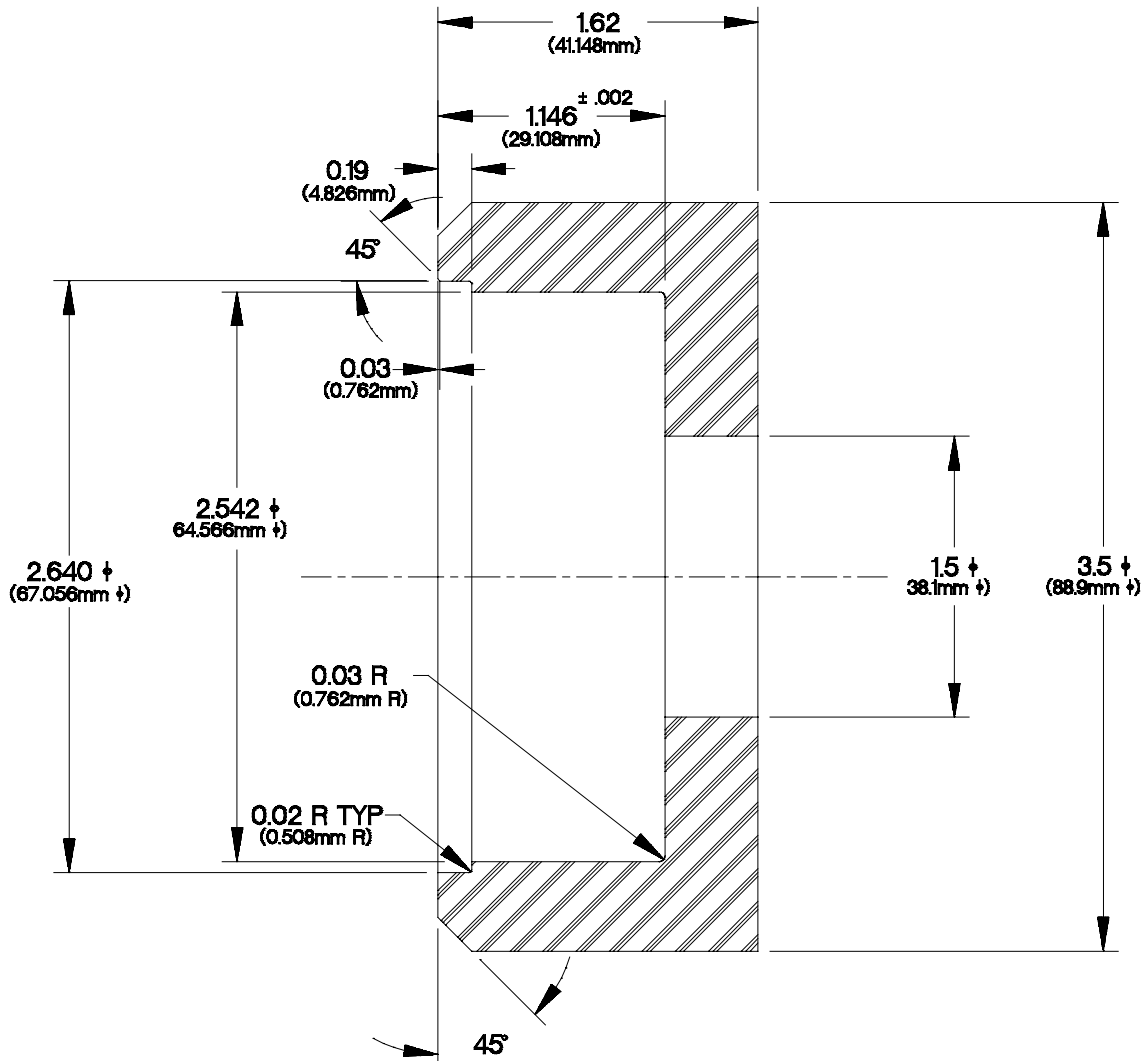 1.62
(41.148mm)
± .002
1.146
(29.108mm)
0.19
(4.826mm)
45°
0.03
(0.762mm)
2.542 ϕ
64.566mm ϕ)
2.640 ϕ
(67.056mm ϕ)
1.5 ϕ
38.1mm ϕ)
3.5 ϕ
(88.9mm ϕ)
0.03 R
(0.762mm R)
0.02 R TYP
(0.508mm R)
45°